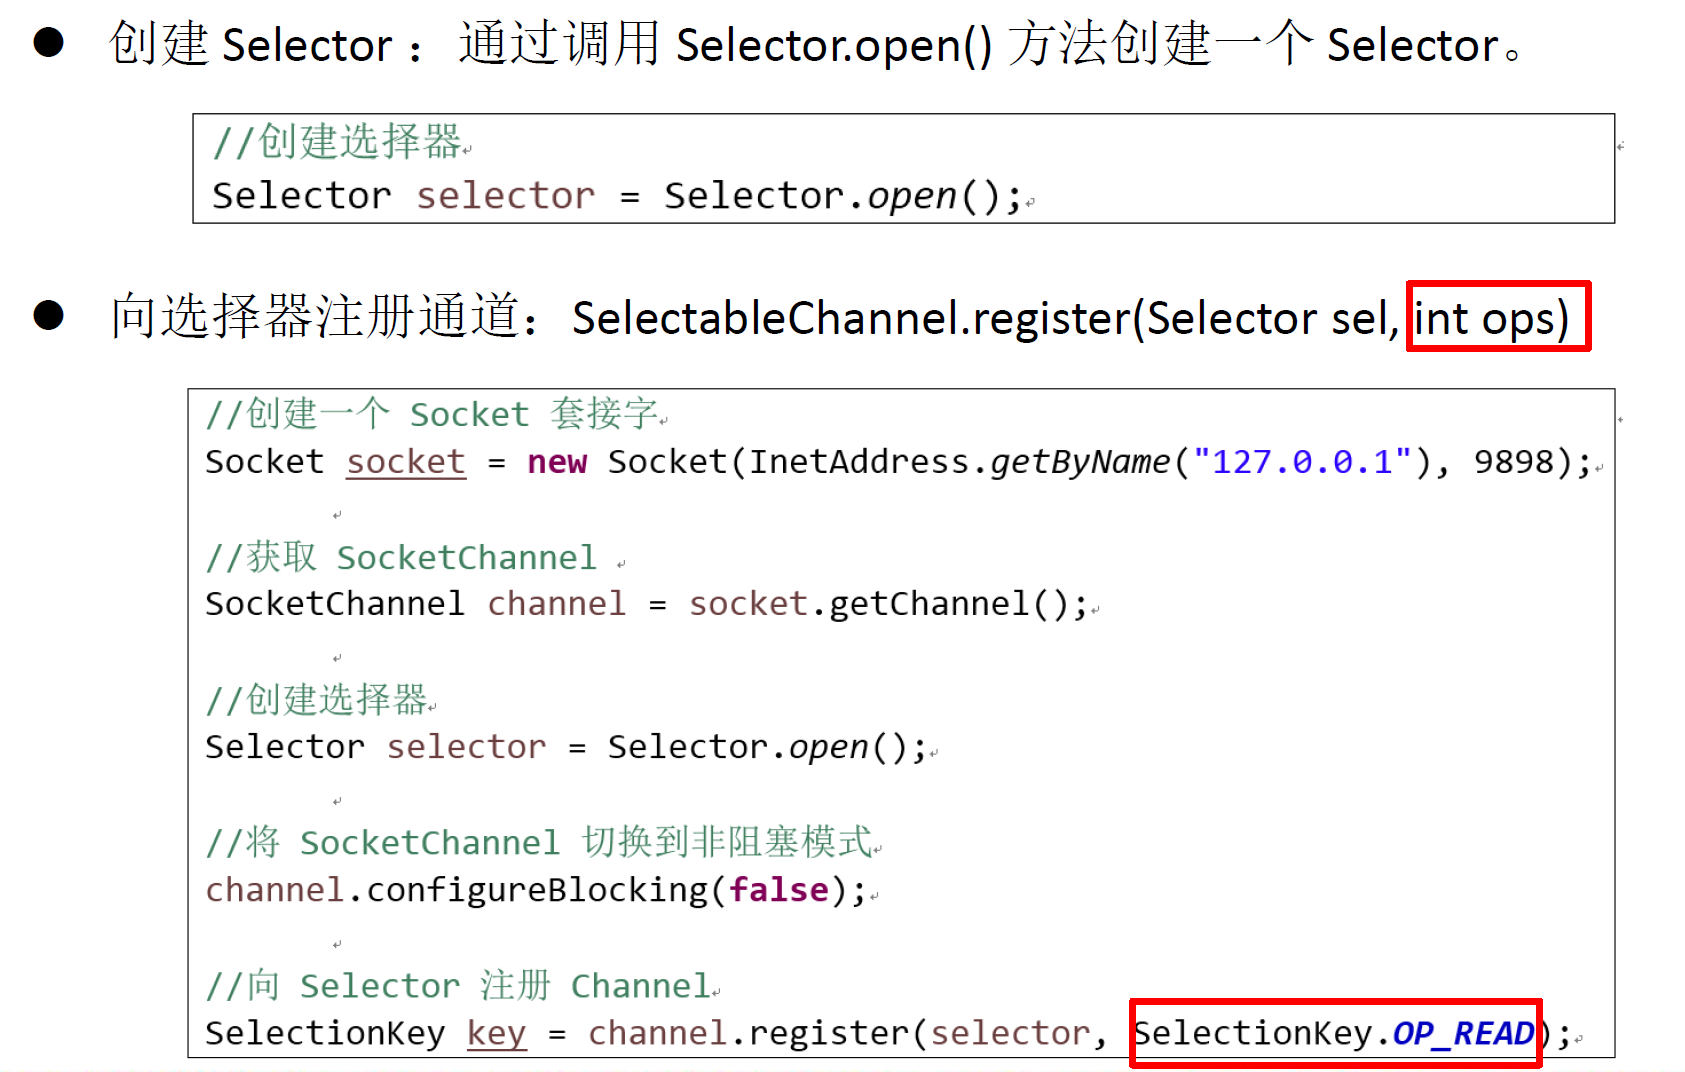 ● 创建 Selector ：通过调用 Selector.open() 方法创建一个 Selector。
//创建选择器
Selector selector = Selector.open();
● 向选择器注册通道：SelectableChannel.register(Selector sel, int ops)
//创建一个 Socket 套接字
Socket socket = new Socket(InetAddress.getByName("127.0.0.1"), 9898);
//获取 SocketChannel
SocketChannel channel = socket.getChannel();
//创建选择器
Selector selector = Selector.open();
//将 SocketChannel 切换到非阻塞模式
channel.configureBlocking(false);
//向 Selector 注册 Channel
SelectionKey key = channel.register(selector, SelectionKey.OP_READ);